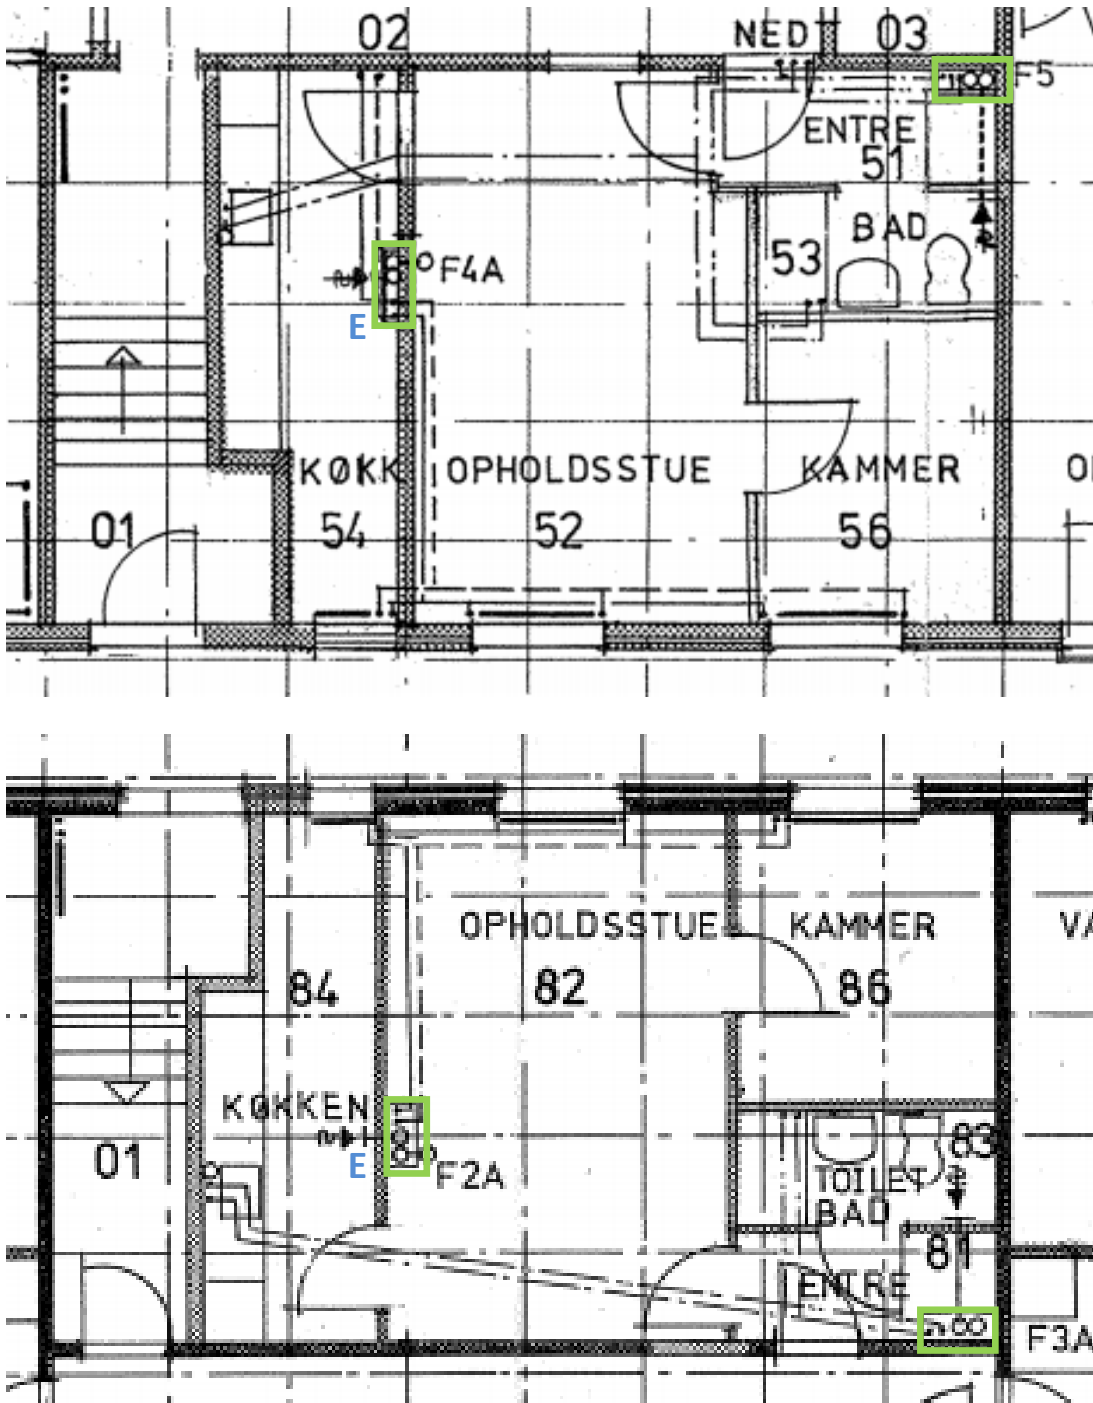 02 NED 03
F5
ENTRE
51
BAD
53
F4A
E
KØKK OPHOLDSSTUE KAMMER
01 54 52 56
OPHOLDSSTUE KAMMER
84 82 86
KØKKEN
83
01 E F2A TOILET
BAD
81
ENTRE
F3A